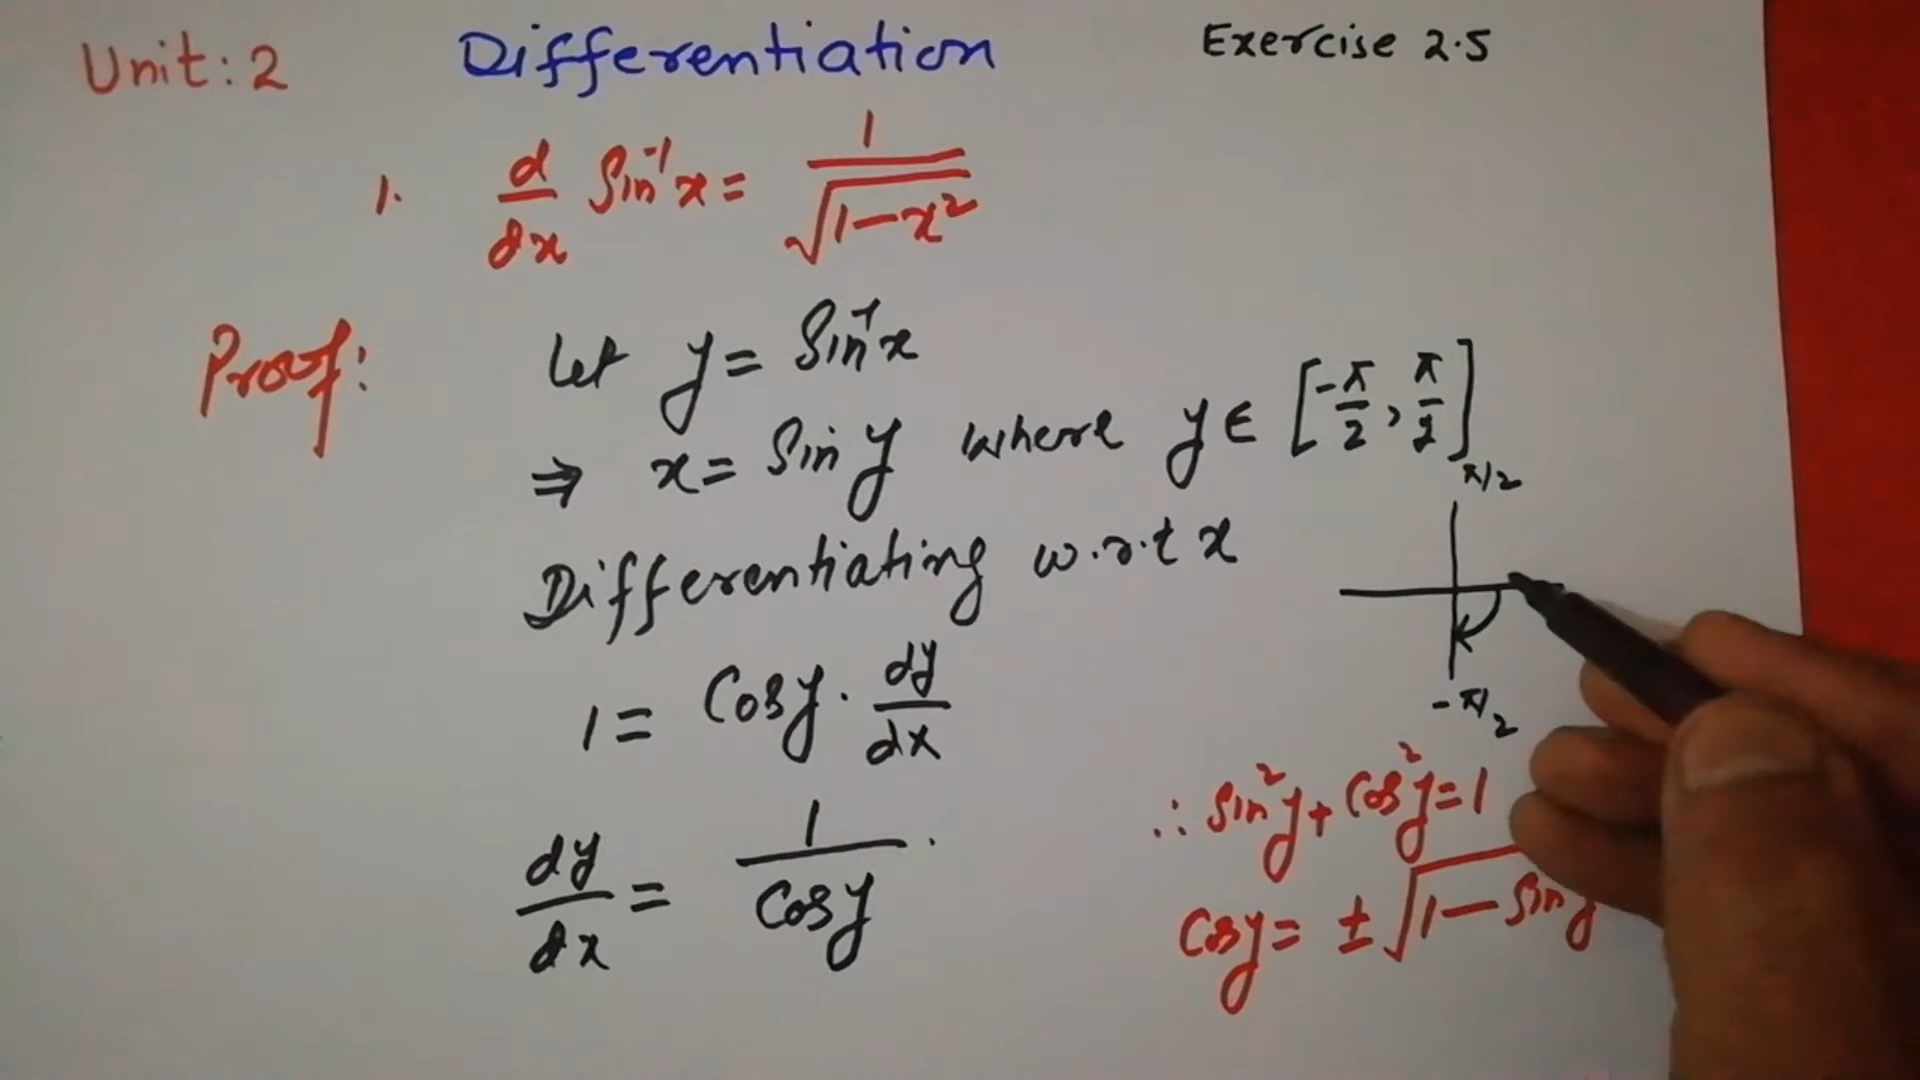 Unit: 2 Differentiation Exercise 2.5
1. d/dx Sin⁻¹x = 1/√(1-x²)
Proof: Let y = Sin⁻¹x
⇒ x = Sin y where y ∈ [-π/2, π/2]
Differentiating w.r.t x
1 = Cos y · dy/dx
dy/dx = 1/Cos y .
π/2
-π/2
∴ Sin²y + Cos²y = 1
Cos y = ± √1 - Sin y